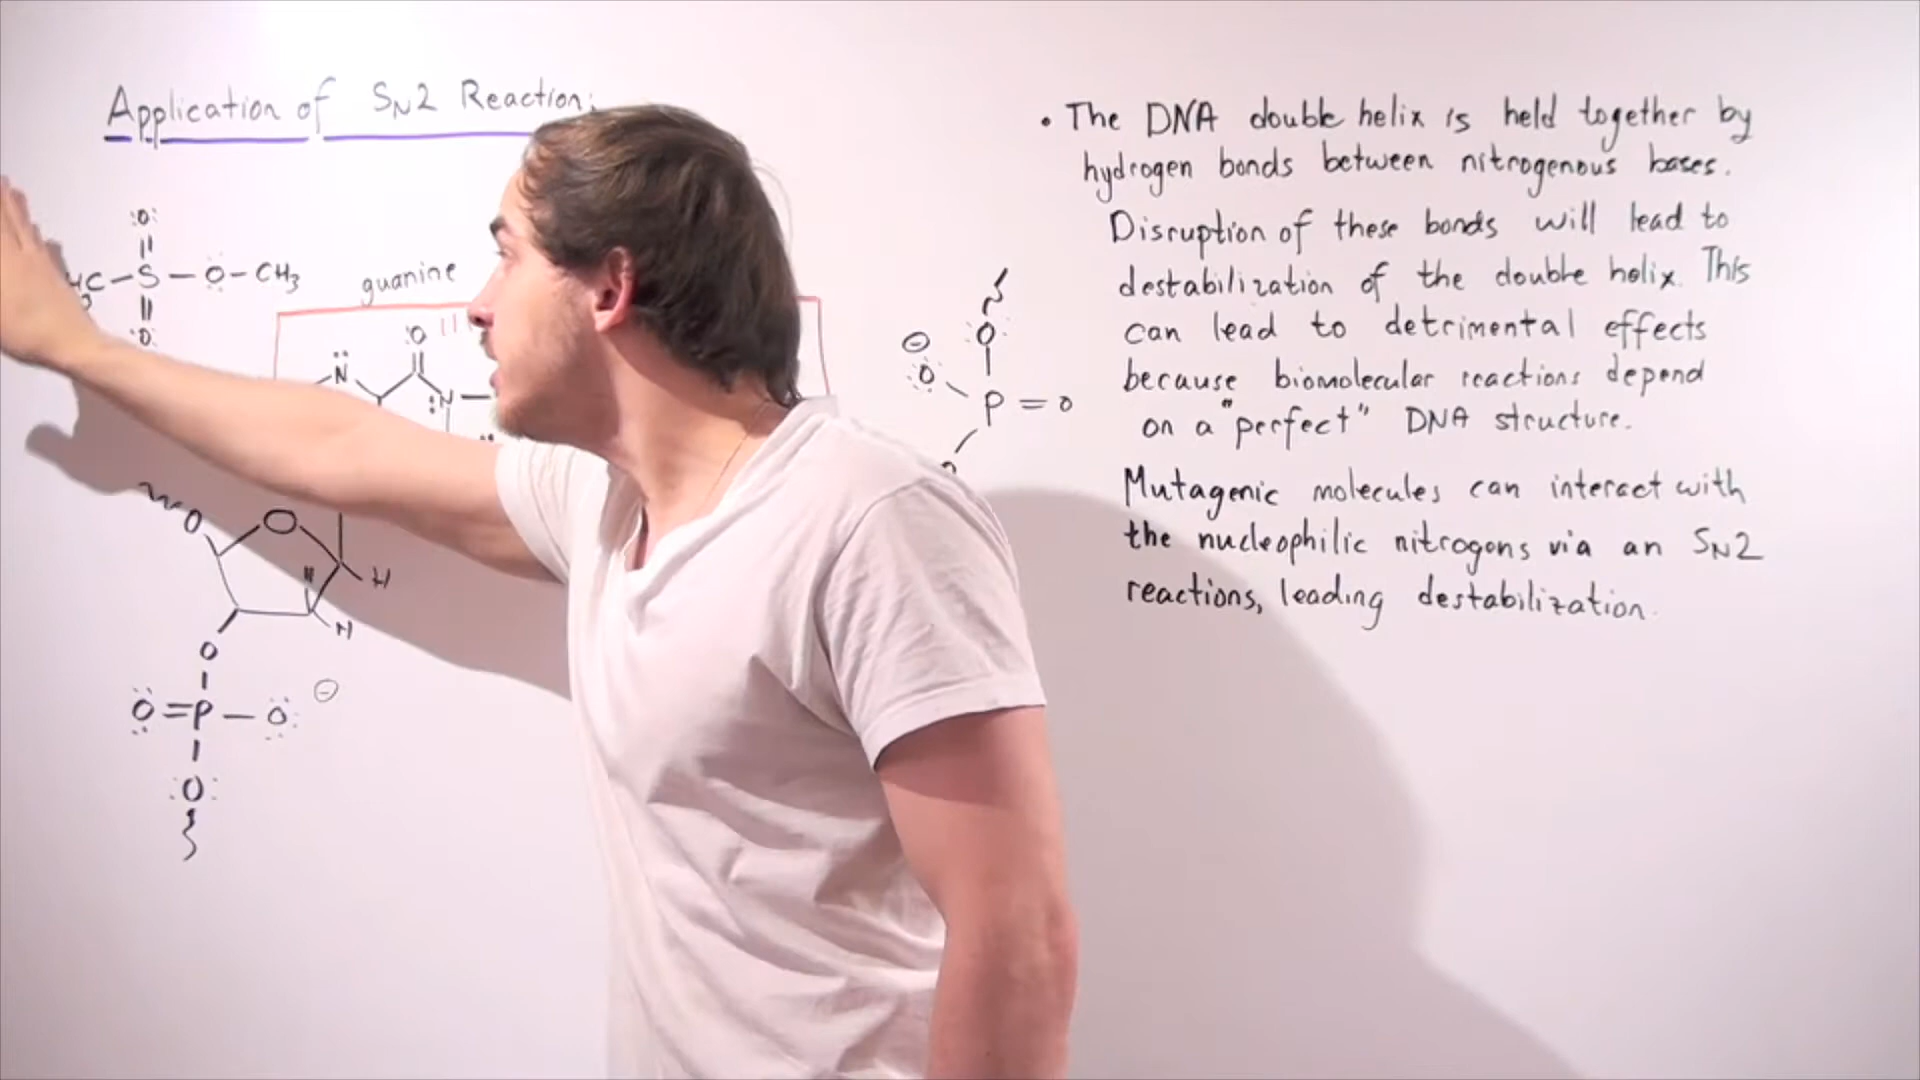 Application of SN2 Reaction:
:O:
S — O — CH3
:O:
guanine
:O
N
N
O
P = O
O
O
H
H
O
O = P — O
O
• The DNA double helix is held together by
hydrogen bonds between nitrogenous bases.
Disruption of these bonds will lead to
destabilization of the double helix. This
can lead to detrimental effects
because biomolecular reactions depend
on a "perfect" DNA structure.
Mutagenic molecules can interact with
the nucleophilic nitrogens via an SN2
reactions, leading destabilization.